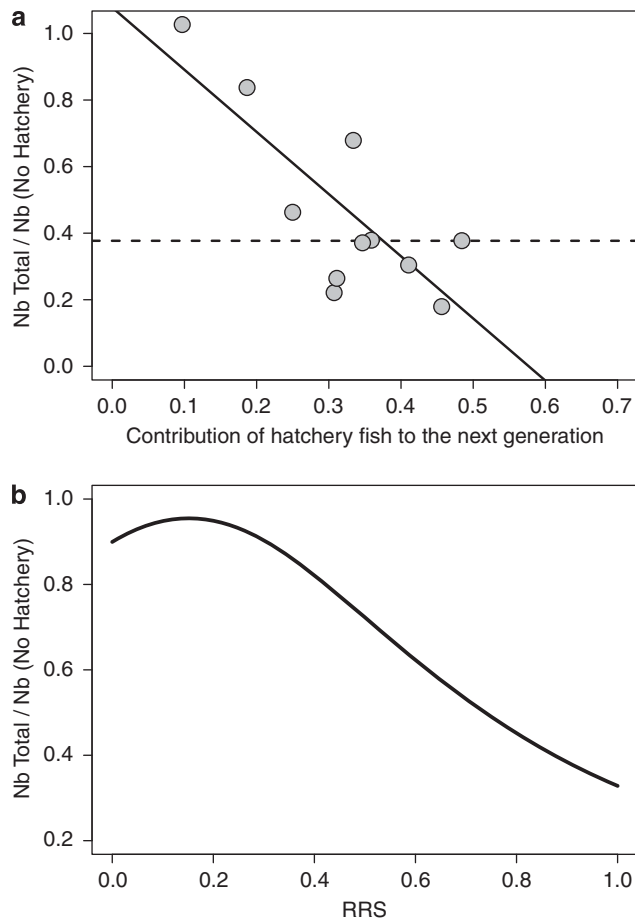 a
Nb Total / Nb (No Hatchery)
1.0
0.8
0.6
0.4
0.2
0.0
0.0 0.1 0.2 0.3 0.4 0.5 0.6 0.7
Contribution of hatchery fish to the next generation
b
Nb Total / Nb (No Hatchery)
1.0
0.8
0.6
0.4
0.2
0.0 0.2 0.4 0.6 0.8 1.0
RRS